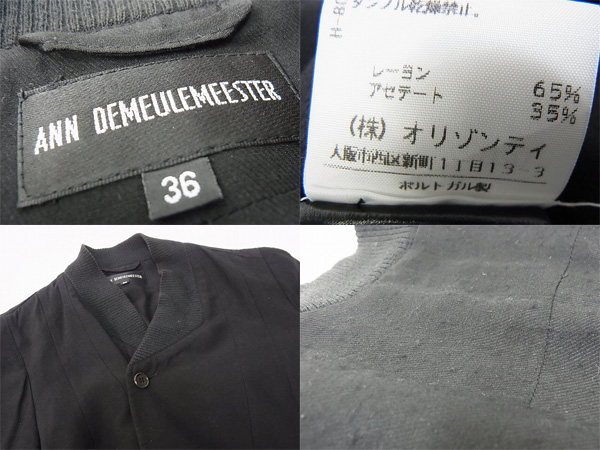 ANN DEMEULEMEESTER
36
タンブル乾燥禁止。
レーヨン 65%
アセテート 35%
(株) オリゾンティ
大阪市西区新町1丁目13-3
ポルトガル製
DEMEULEMEESTER